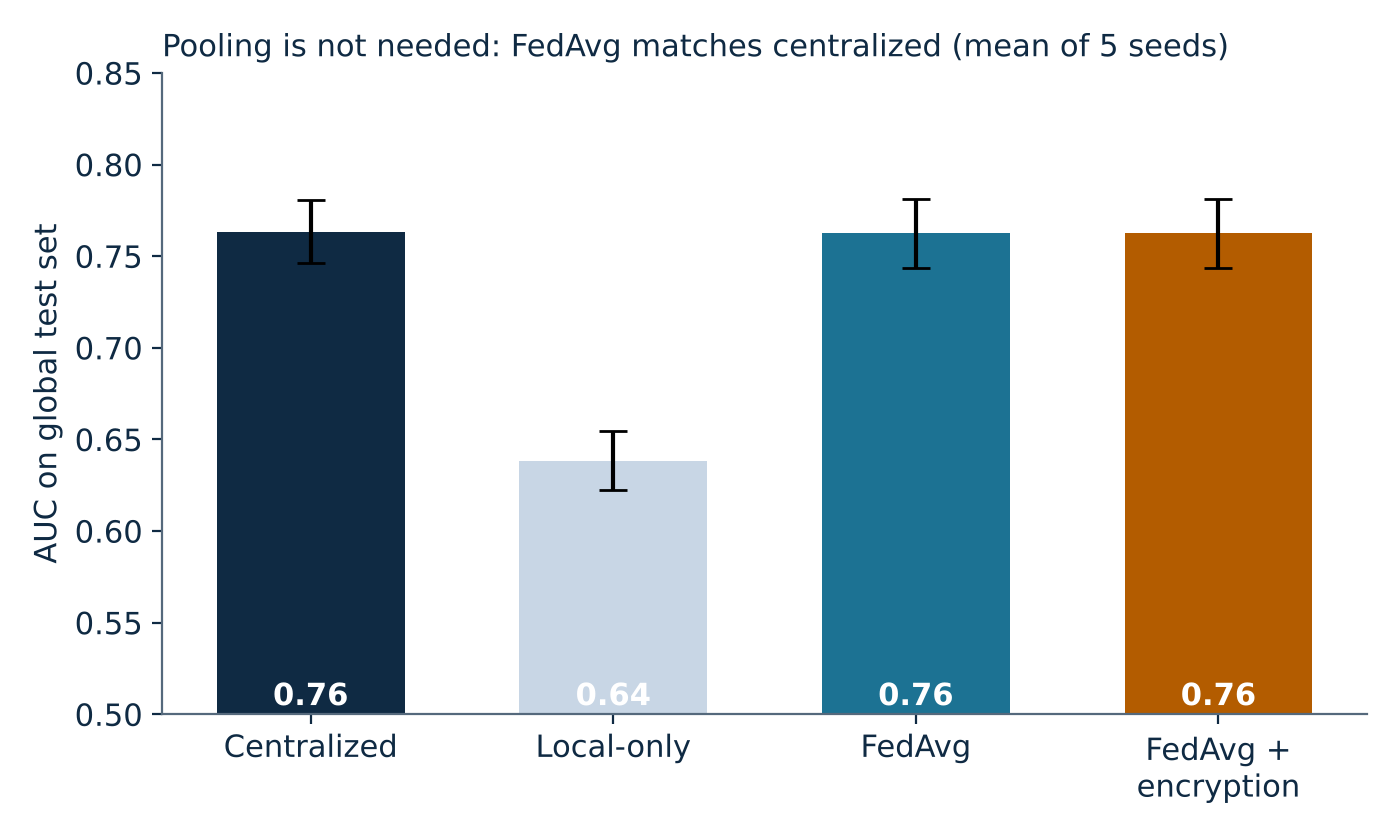 Pooling is not needed: FedAvg matches centralized (mean of 5 seeds)
AUC on global test set
0.85
0.80
0.75
0.70
0.65
0.60
0.55
0.50
0.76
0.64
0.76
0.76
Centralized
Local-only
FedAvg
FedAvg +
encryption